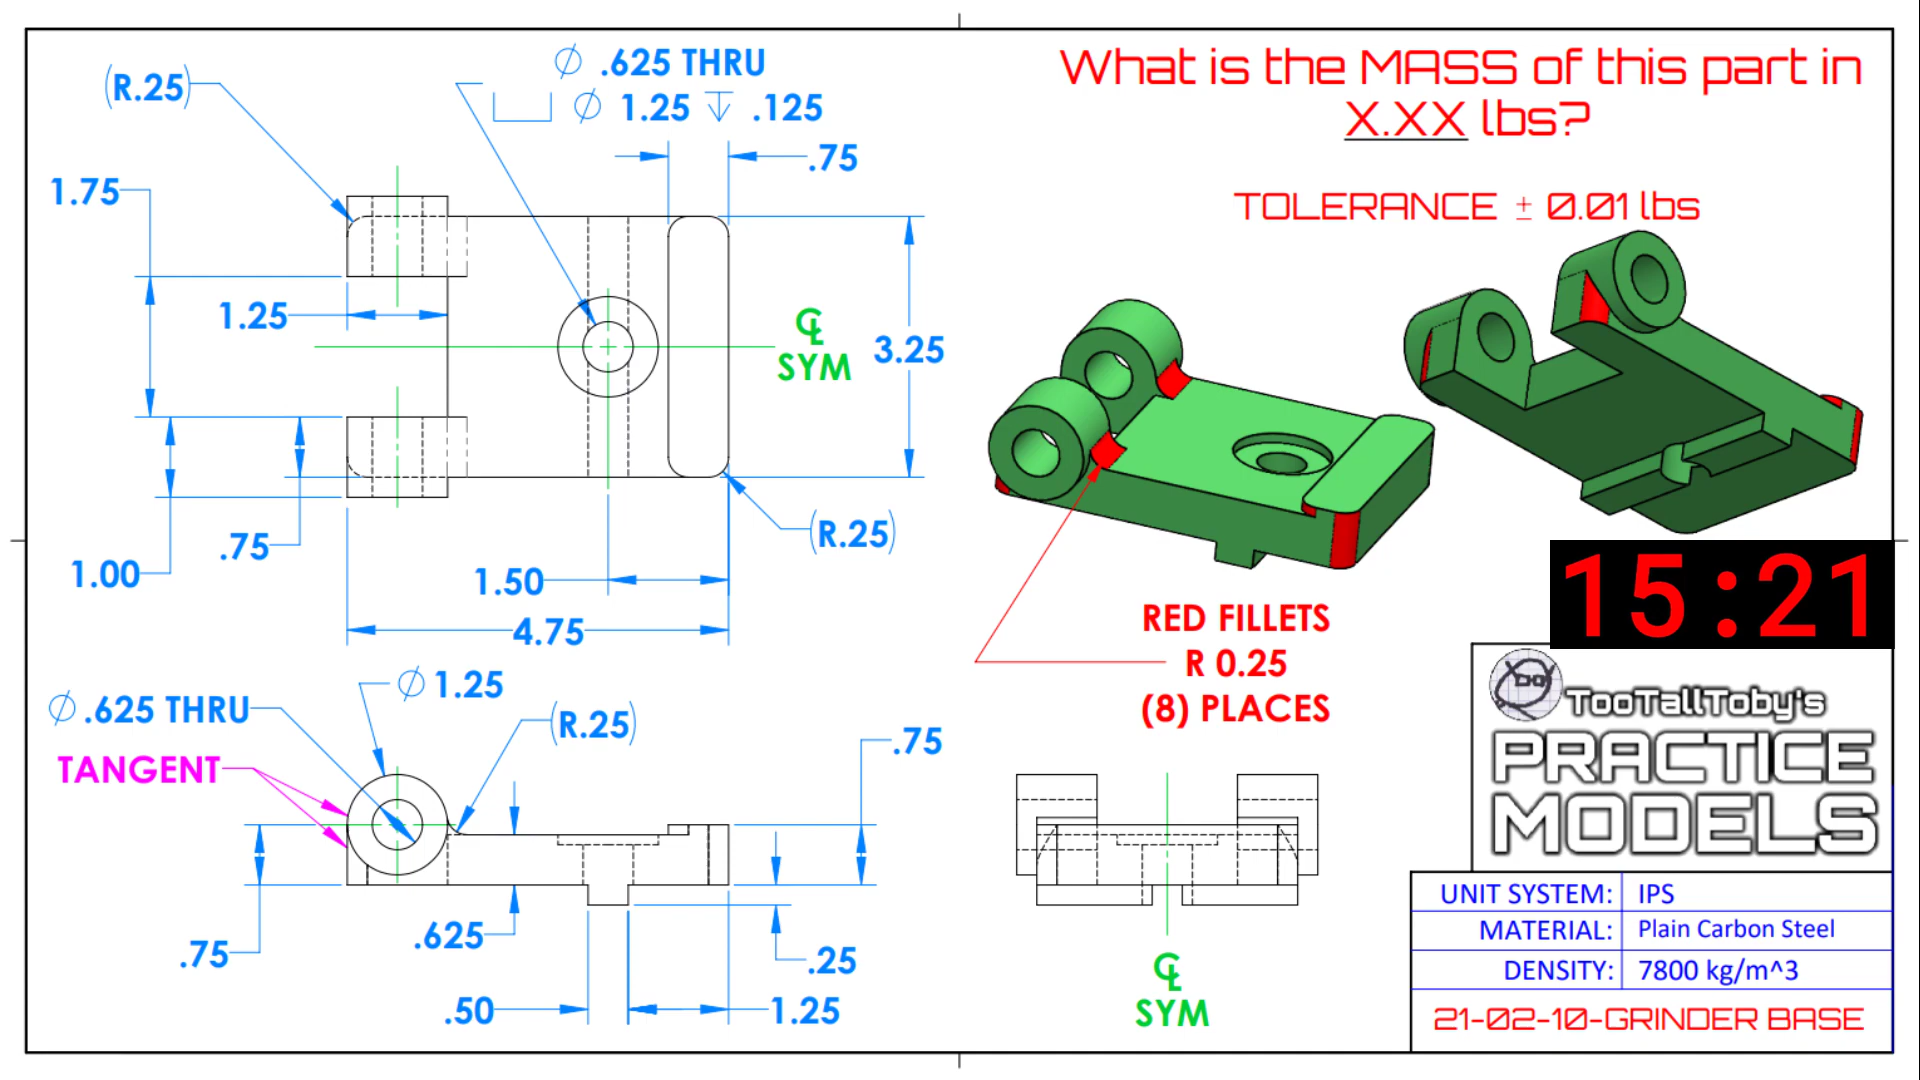 What is the MASS of this part in
X.XX lbs?
TOLERANCE ± 0.01 lbs
(R.25)
∅ .625 THRU
⌴ ∅ 1.25 ↧ .125
.75
1.75
1.25
℄
SYM
3.25
(R.25)
.75
1.00
1.50
4.75
∅ 1.25
∅ .625 THRU
(R.25)
TANGENT
.75
.625
.75
.25
.50
1.25
RED FILLETS
R 0.25
(8) PLACES
℄
SYM
15:21
TooTallToby's
PRACTICE
MODELS
UNIT SYSTEM: IPS
MATERIAL: Plain Carbon Steel
DENSITY: 7800 kg/m^3
21-02-10-GRINDER BASE